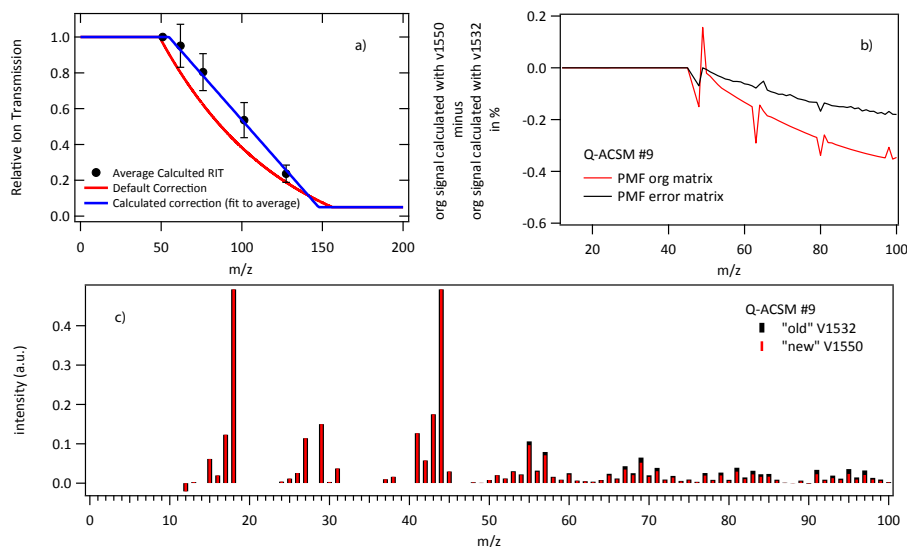 a)
1.0
0.8
0.6
0.4
0.2
0.0
Relative Ion Transmission
Average Calculted RIT
Default Correction
Calculated correction (fit to average)
0 50 100 150 200
m/z
org signal calculated with v1550
minus
org signal calculated with v1532
in %
b)
0.2
0.0
-0.2
-0.4
-0.6
Q-ACSM #9
PMF org matrix
PMF error matrix
20 40 60 80 100
m/z
c)
Q-ACSM #9
"old" V1532
"new" V1550
0.4
0.3
0.2
0.1
0.0
intensity (a.u.)
0 10 20 30 40 50 60 70 80 90 100
m/z